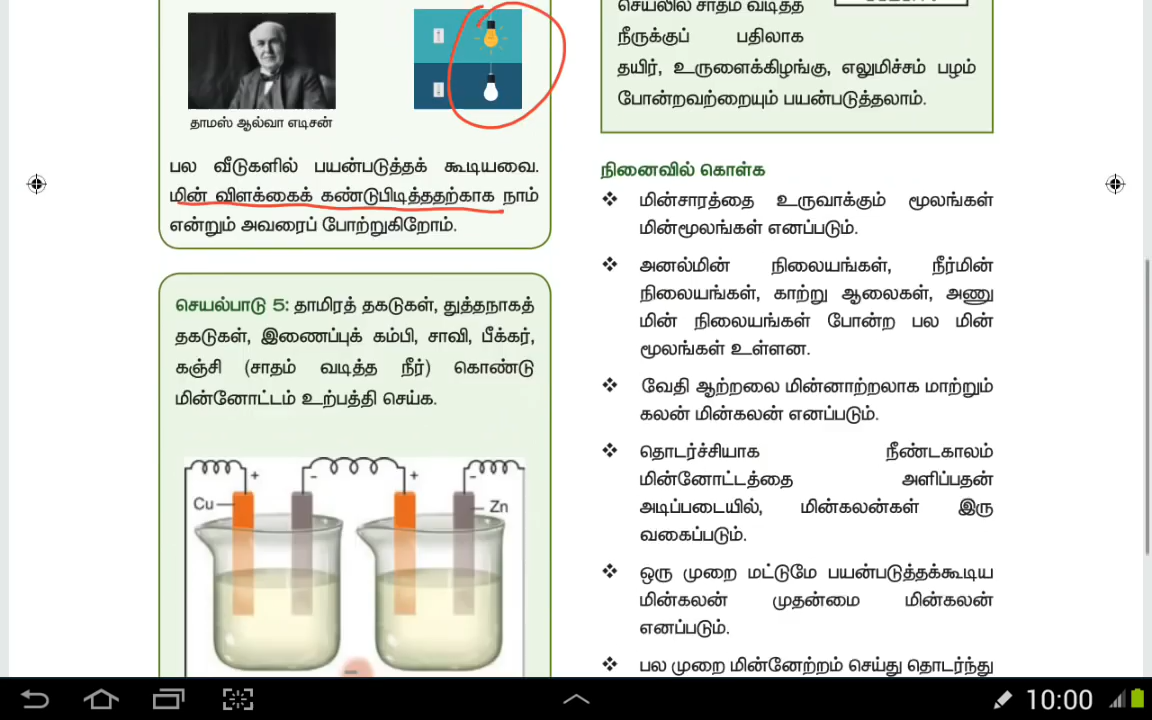 தாமஸ் ஆல்வா எடிசன்
பல வீடுகளில் பயன்படுத்தக் கூடியவை.
மின் விளக்கைக் கண்டுபிடித்ததற்காக நாம்
என்றும் அவரைப் போற்றுகிறோம்.
செயல்பாடு 5: தாமிரத் தகடுகள், துத்தநாகத்
தகடுகள், இணைப்புக் கம்பி, சாவி, பீக்கர்,
கஞ்சி (சாதம் வடித்த நீர்) கொண்டு
மின்னோட்டம் உற்பத்தி செய்க.
+ - + -
Cu Zn
செயலில் சாதம் வடித்த
நீருக்குப் பதிலாக
தயிர், உருளைக்கிழங்கு, எலுமிச்சம் பழம்
போன்றவற்றையும் பயன்படுத்தலாம்.
நினைவில் கொள்க
❖ மின்சாரத்தை உருவாக்கும் மூலங்கள்
மின்மூலங்கள் எனப்படும்.
❖ அனல்மின் நிலையங்கள், நீர்மின்
நிலையங்கள், காற்று ஆலைகள், அணு
மின் நிலையங்கள் போன்ற பல மின்
மூலங்கள் உள்ளன.
❖ வேதி ஆற்றலை மின்னாற்றலாக மாற்றும்
கலன் மின்கலன் எனப்படும்.
❖ தொடர்ச்சியாக நீண்டகாலம்
மின்னோட்டத்தை அளிப்பதன்
அடிப்படையில், மின்கலன்கள் இரு
வகைப்படும்.
❖ ஒரு முறை மட்டுமே பயன்படுத்தக்கூடிய
மின்கலன் முதன்மை மின்கலன்
எனப்படும்.
❖ பல முறை மின்னேற்றம் செய்து தொடர்ந்து
10:00